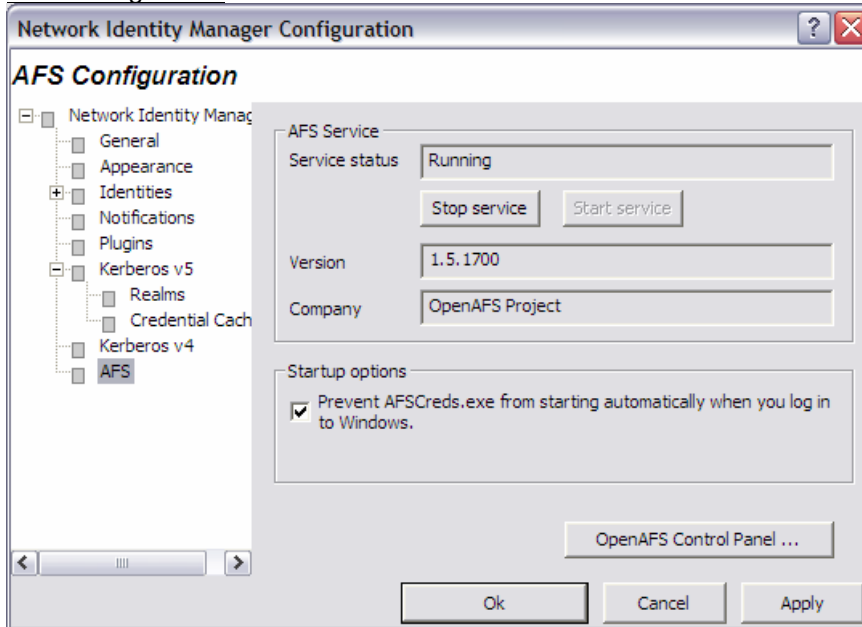 Network Identity Manager Configuration
AFS Configuration
Network Identity Manag
General
Appearance
Identities
Notifications
Plugins
Kerberos v5
Realms
Credential Cach
Kerberos v4
AFS
AFS Service
Service status Running
Stop service Start service
Version 1.5.1700
Company OpenAFS Project
Startup options
Prevent AFSCreds.exe from starting automatically when you log in
to Windows.
OpenAFS Control Panel ...
Ok Cancel Apply